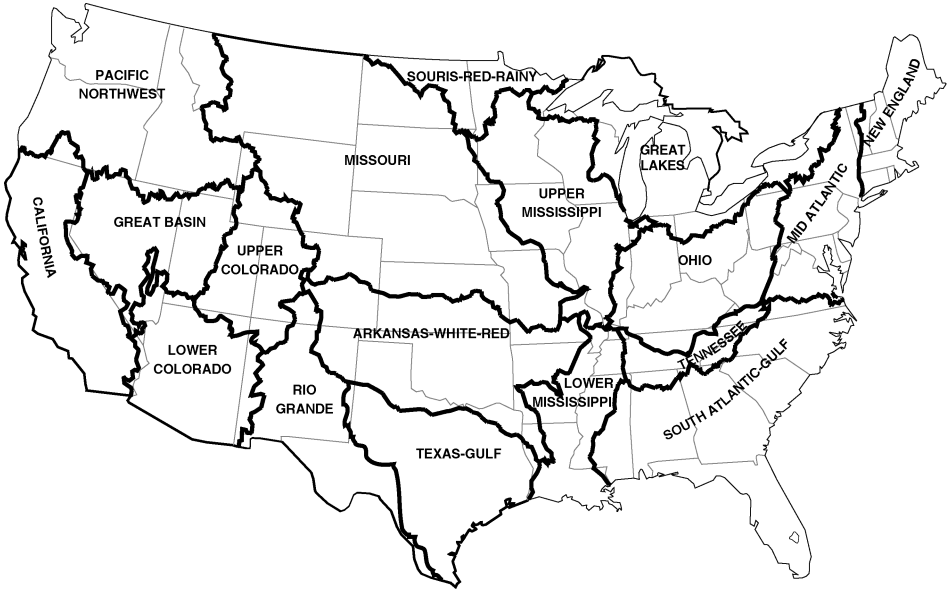 PACIFIC
NORTHWEST
SOURIS-RED-RAINY
NEW ENGLAND
MISSOURI
GREAT
LAKES
UPPER
MISSISSIPPI
MID ATLANTIC
CALIFORNIA
GREAT BASIN
UPPER
COLORADO
OHIO
ARKANSAS-WHITE-RED
TENNESSEE
LOWER
COLORADO
RIO
GRANDE
LOWER
MISSISSIPPI
SOUTH ATLANTIC-GULF
TEXAS-GULF